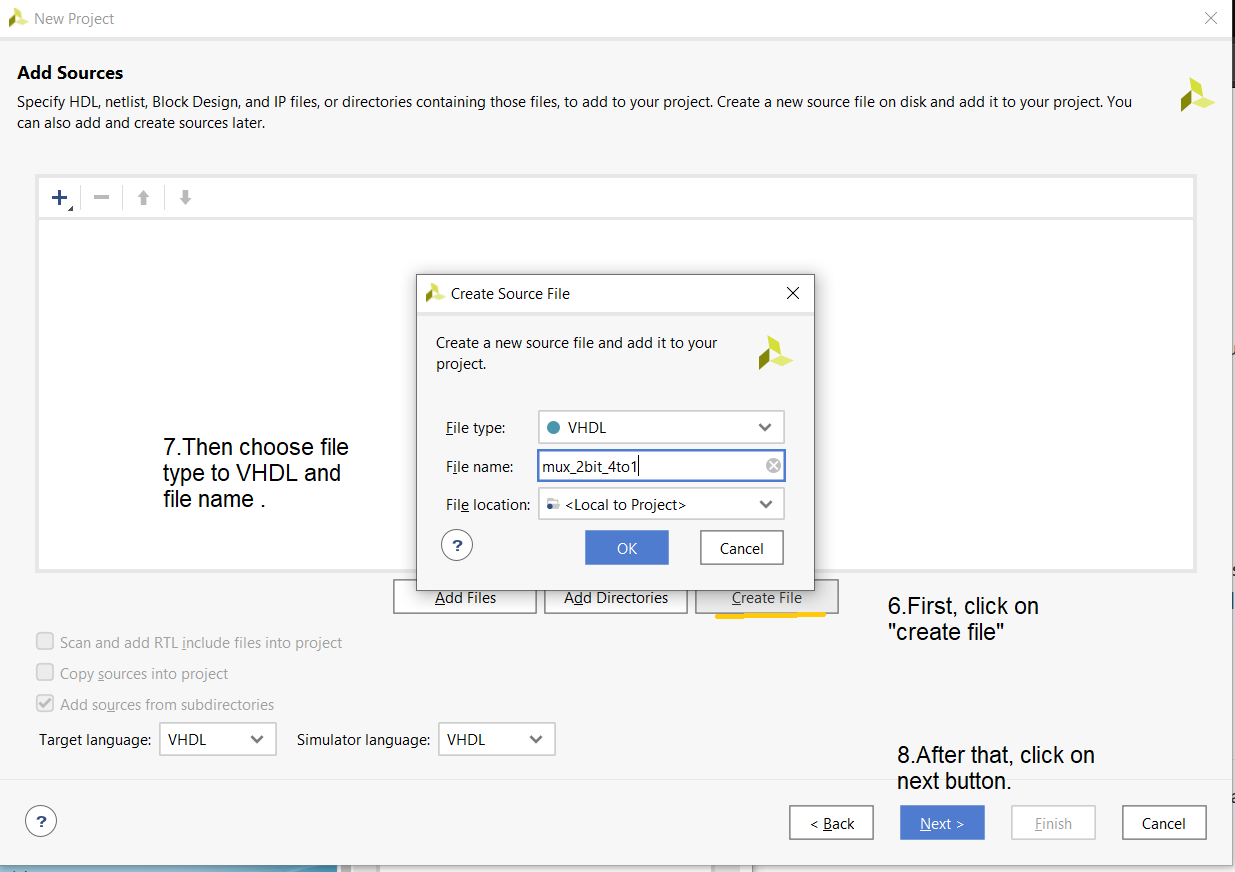 New Project
Add Sources
Specify HDL, netlist, Block Design, and IP files, or directories containing those files, to add to your project. Create a new source file on disk and add it to your project. You
can also add and create sources later.
Create Source File
Create a new source file and add it to your
project.
File type:
VHDL
7.Then choose file
type to VHDL and
file name .
File name:
mux_2bit_4to1
File location:
<Local to Project>
?
OK
Cancel
Add Files
Add Directories
Create File
6.First, click on
"create file"
Scan and add RTL include files into project
Copy sources into project
Add sources from subdirectories
Target language:
VHDL
Simulator language:
VHDL
8.After that, click on
next button.
?
< Back
Next >
Finish
Cancel